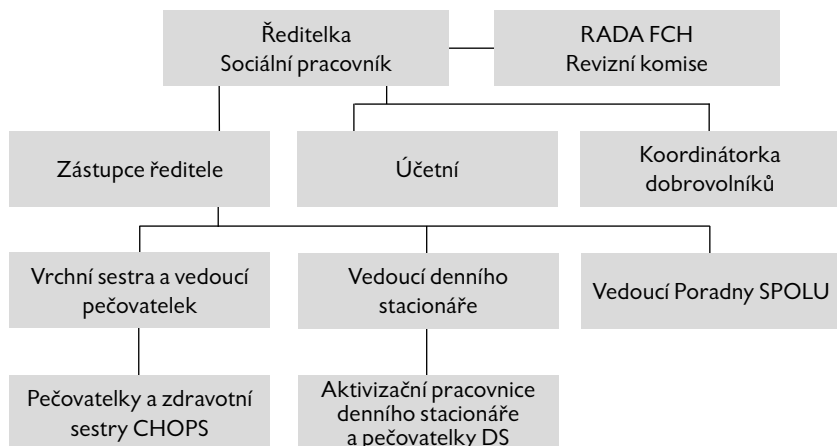 Ředitelka
Sociální pracovník
RADA FCH
Revizní komise
Zástupce ředitele
Účetní
Koordinátorka
dobrovolníků
Vrchní sestra a vedoucí
pečovatelek
Vedoucí denního
stacionáře
Vedoucí Poradny SPOLU
Pečovatelky a zdravotní
sestry CHOPS
Aktivizační pracovnice
denního stacionáře
a pečovatelky DS